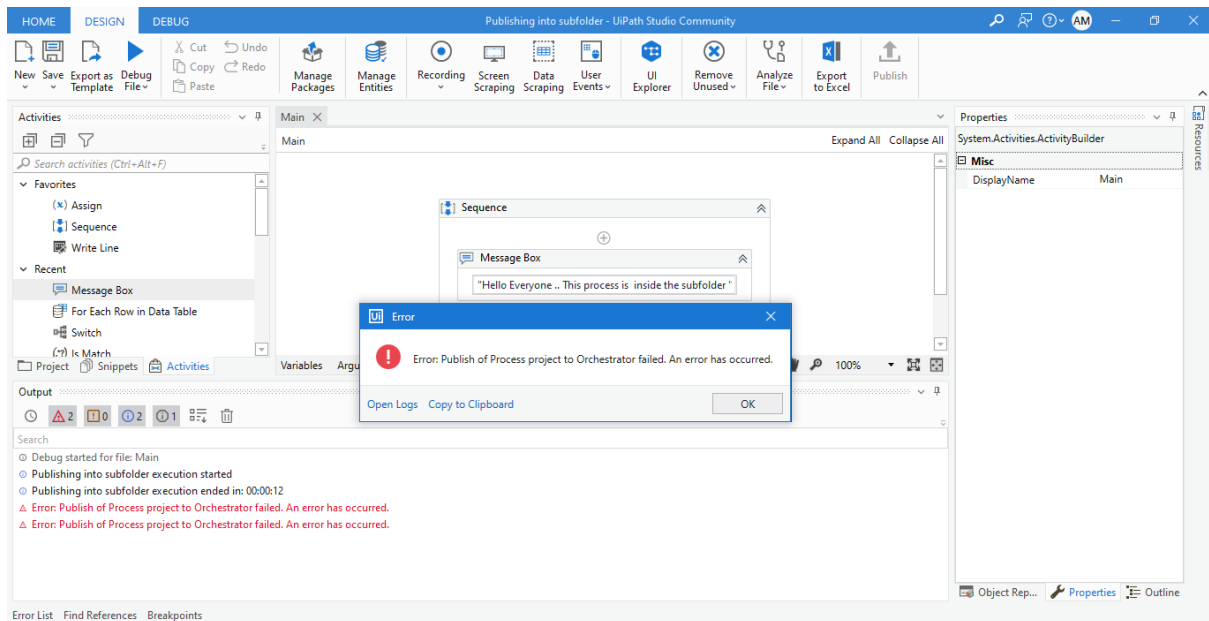 HOME DESIGN DEBUG Publishing into subfolder - UiPath Studio Community AM
New Save Export as Template Debug File Cut Copy Paste Undo Redo Manage Packages Manage Entities Recording Screen Scraping Data Scraping User Events UI Explorer Remove Unused Analyze File Export to Excel Publish
Activities
Search activities (Ctrl+Alt+F)
Favorites
Assign
Sequence
Write Line
Recent
Message Box
For Each Row in Data Table
Switch
Is Match
Project Snippets Activities
Main
Main Expand All Collapse All
Sequence
Message Box
"Hello Everyone .. This process is inside the subfolder "
Variables Argu 100%
Ui Error
Error: Publish of Process project to Orchestrator failed. An error has occurred.
Open Logs Copy to Clipboard OK
Properties
System.Activities.ActivityBuilder
Misc
DisplayName Main
Resources
Object Rep... Properties Outline
Output
2 0 2 1
Search
Debug started for file: Main
Publishing into subfolder execution started
Publishing into subfolder execution ended in: 00:00:12
Error: Publish of Process project to Orchestrator failed. An error has occurred.
Error: Publish of Process project to Orchestrator failed. An error has occurred.
Error List Find References Breakpoints